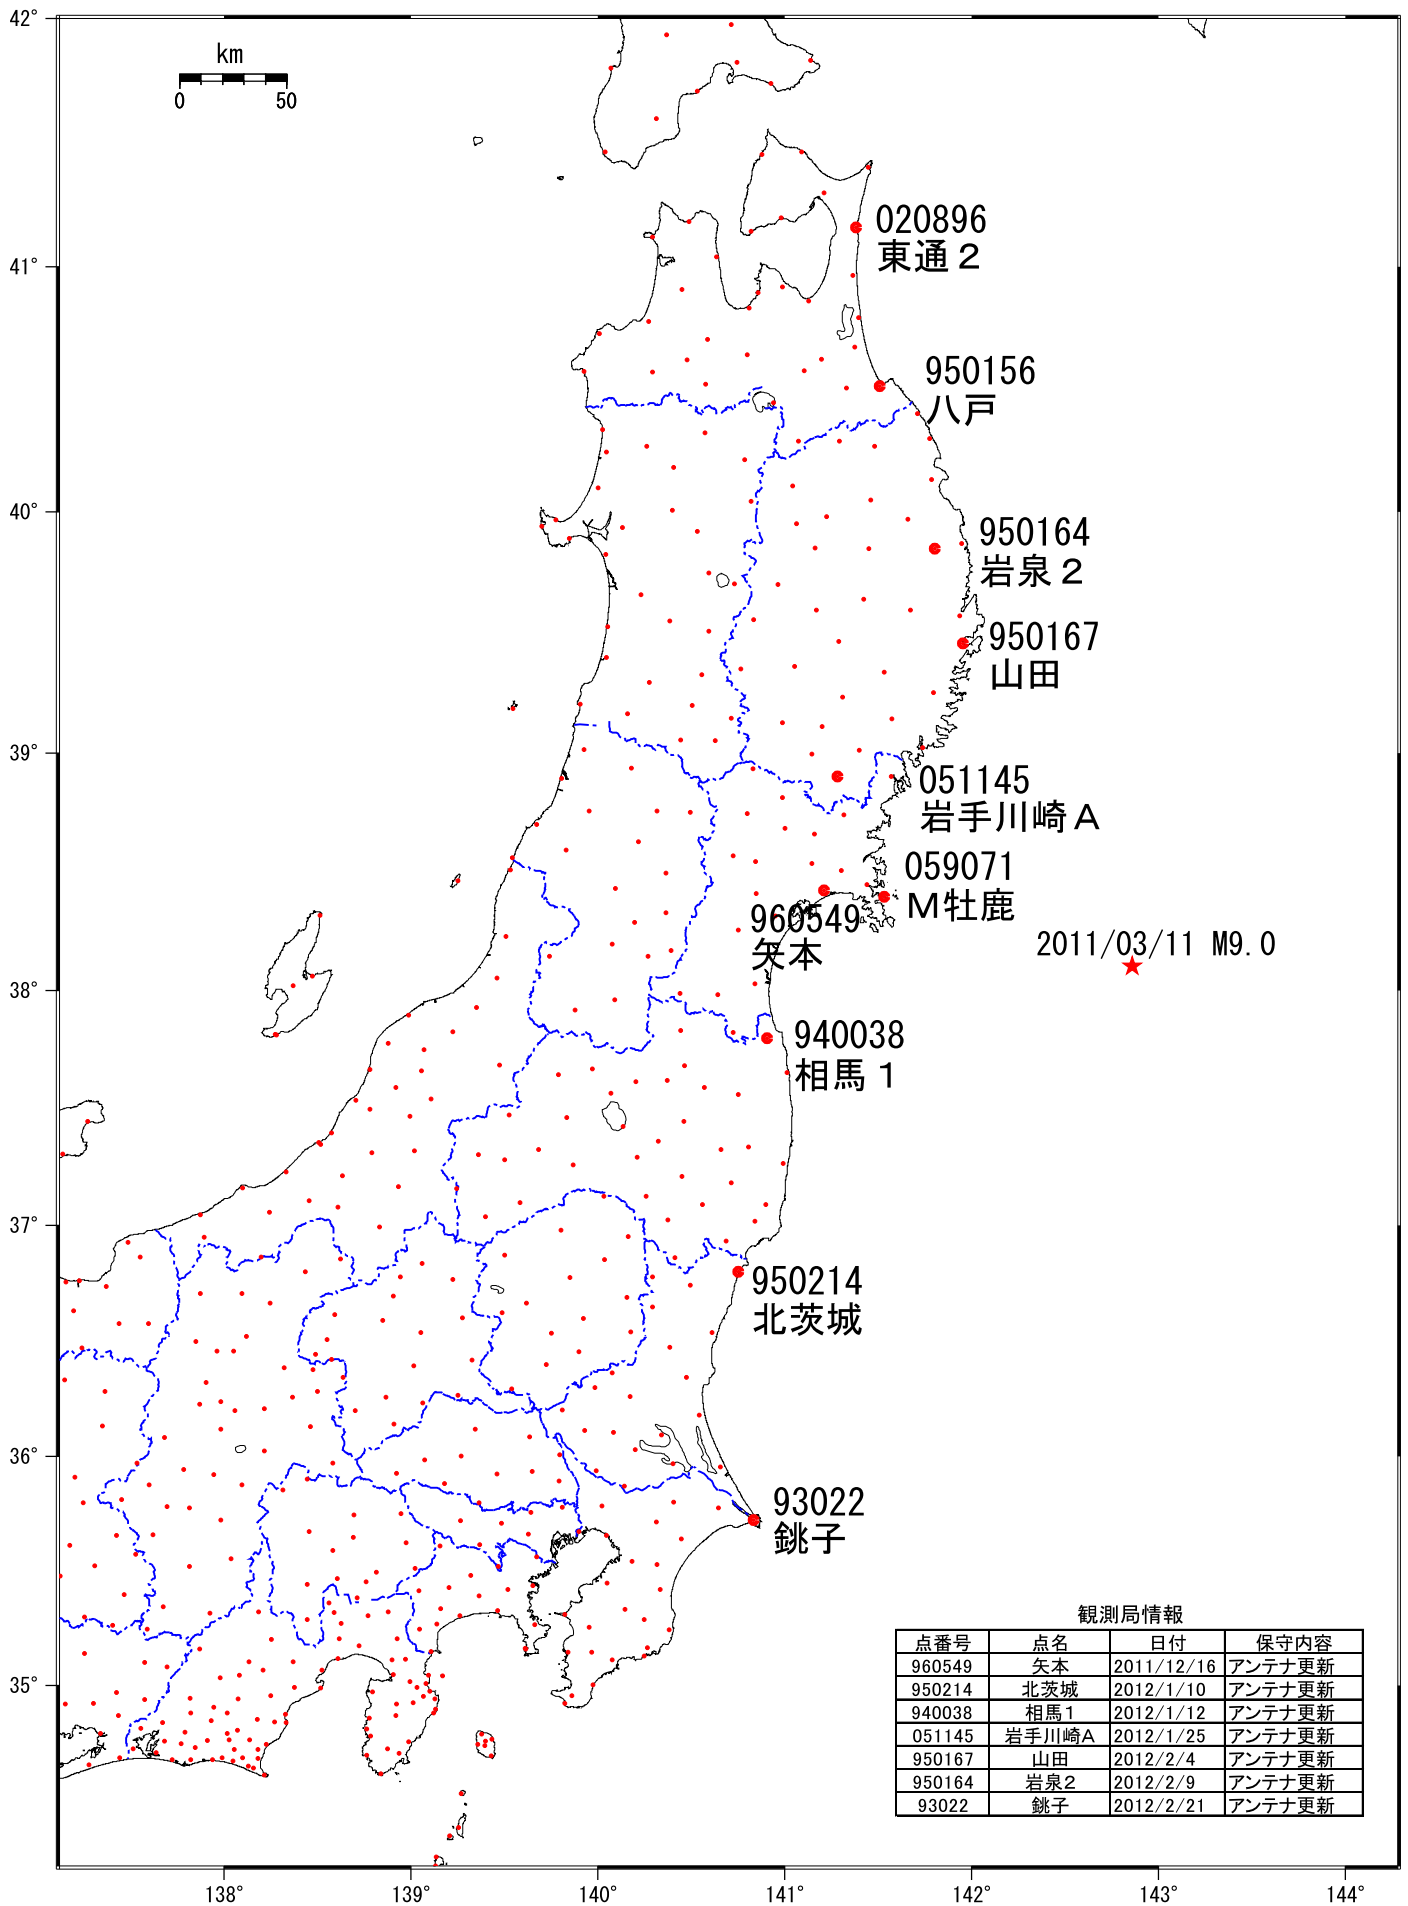 42°
km
0 50
020896
東通２
41°
950156
八戸
40°
950164
岩泉２
950167
山田
39°
051145
岩手川崎Ａ
059071
Ｍ牡鹿
960549
矢本
2011/03/11 M9.0
38°
940038
相馬１
37°
950214
北茨城
36°
93022
銚子
35°
観測局情報
点番号 点名 日付 保守内容
960549 矢本 2011/12/16 アンテナ更新
950214 北茨城 2012/1/10 アンテナ更新
940038 相馬1 2012/1/12 アンテナ更新
051145 岩手川崎A 2012/1/25 アンテナ更新
950167 山田 2012/2/4 アンテナ更新
950164 岩泉2 2012/2/9 アンテナ更新
93022 銚子 2012/2/21 アンテナ更新
138° 139° 140° 141° 142° 143° 144°